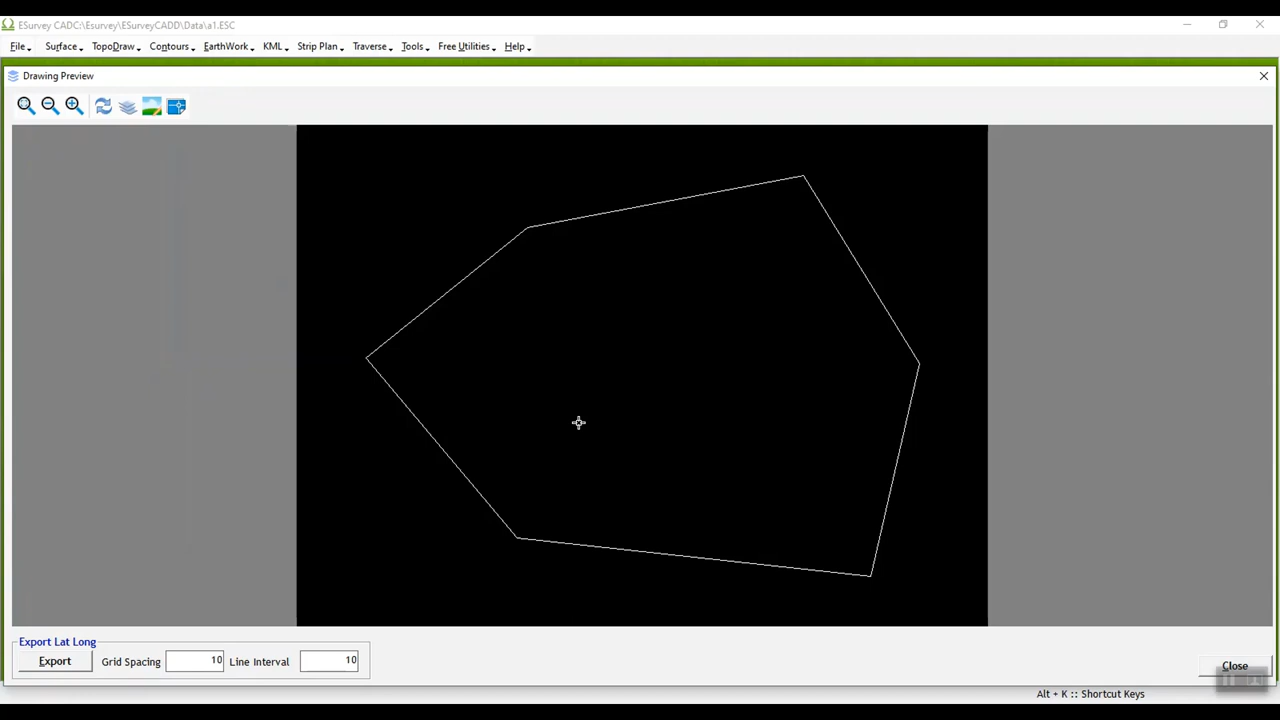 ESurvey CADC:\Esurvey\ESurveyCADD\Data\a1.ESC
File Surface TopoDraw Contours EarthWork KML Strip Plan Traverse Tools Free Utilities Help
Drawing Preview
Export Lat Long
Export Grid Spacing 10 Line Interval 10
Close
Alt + K :: Shortcut Keys